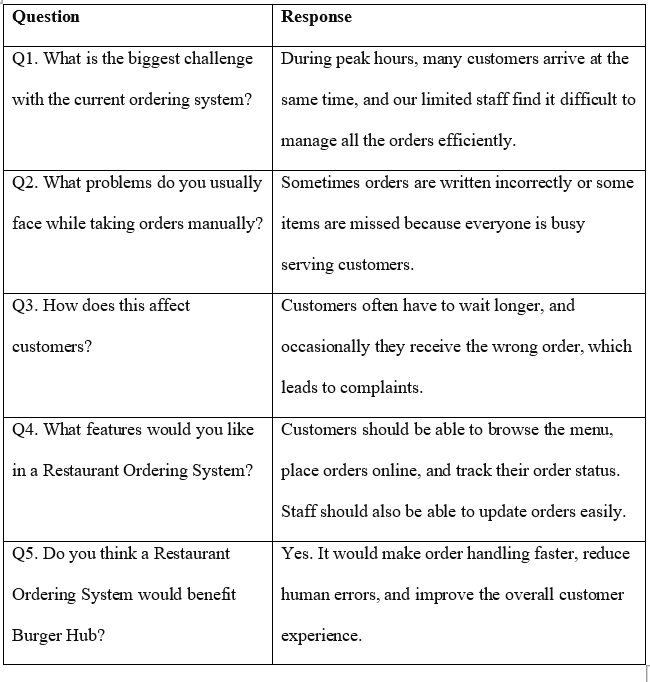 Question
Response
Q1. What is the biggest challenge
with the current ordering system?
During peak hours, many customers arrive at the
same time, and our limited staff find it difficult to
manage all the orders efficiently.
Q2. What problems do you usually
face while taking orders manually?
Sometimes orders are written incorrectly or some
items are missed because everyone is busy
serving customers.
Q3. How does this affect
customers?
Customers often have to wait longer, and
occasionally they receive the wrong order, which
leads to complaints.
Q4. What features would you like
in a Restaurant Ordering System?
Customers should be able to browse the menu,
place orders online, and track their order status.
Staff should also be able to update orders easily.
Q5. Do you think a Restaurant
Ordering System would benefit
Burger Hub?
Yes. It would make order handling faster, reduce
human errors, and improve the overall customer
experience.